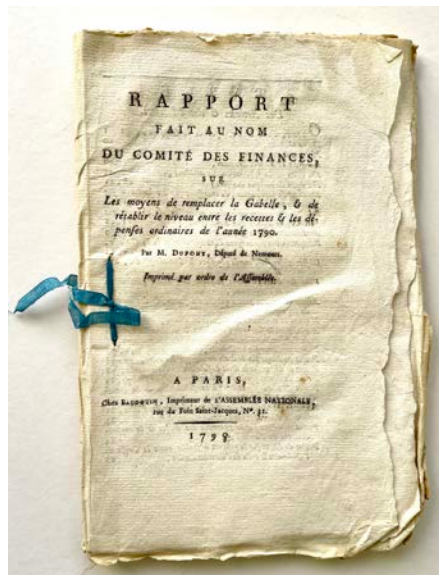 RAPPORT
FAIT AU NOM
DU COMITÉ DES FINANCES,
SUR
Les moyens de remplacer la Gabelle, & de
rétablir le niveau entre les recettes & les dé-
penſes ordinaires de l'année 1790.
Par M. DUPONT, Député de Nemours.
Imprimé par ordre de l'Aſſemblée.
A PARIS,
Chez BAUDOUIN, Imprimeur de L'ASSEMBLÉE NATIONALE,
rue du Foin Saint-Jacques, N°. 31.